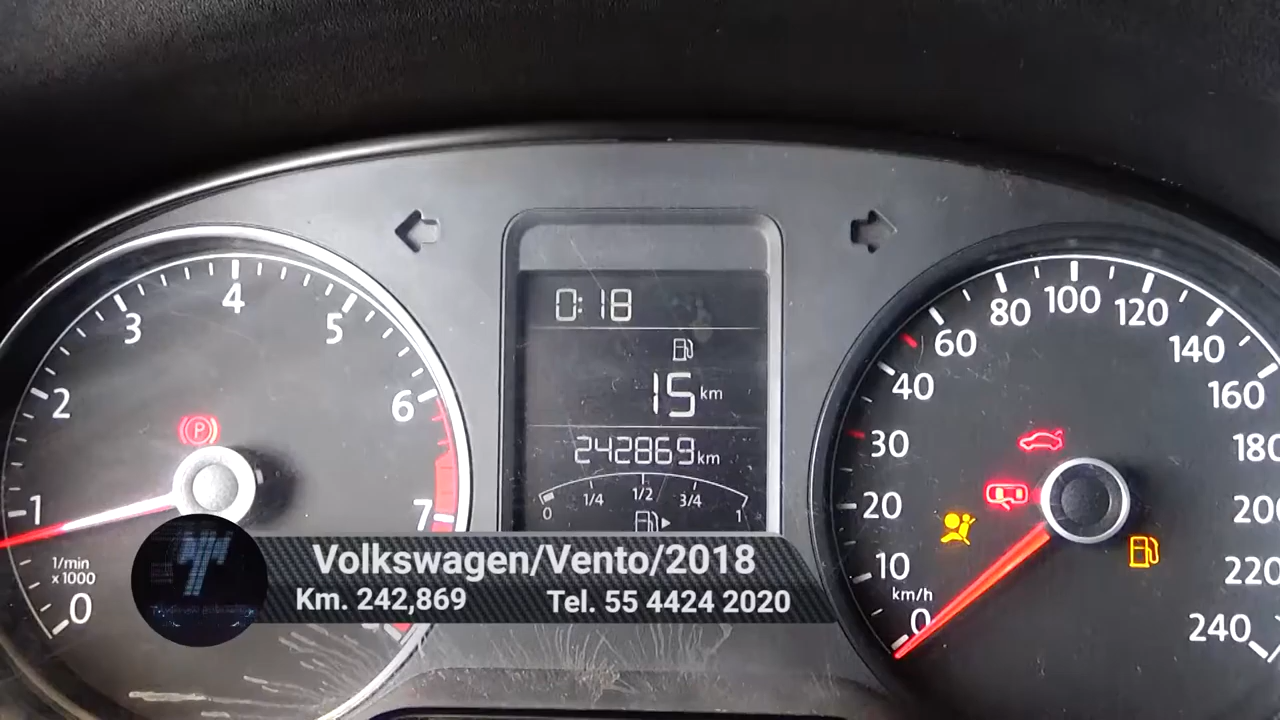 0:18
15 km
242869 km
0 1/4 1/2 3/4 1
0 1 2 3 4 5 6 7
1/min
x 1000
P
0 10 20 30 40 60 80 100 120 140 160 180 200 220 240
km/h
Volkswagen/Vento/2018
Km. 242,869 Tel. 55 4424 2020